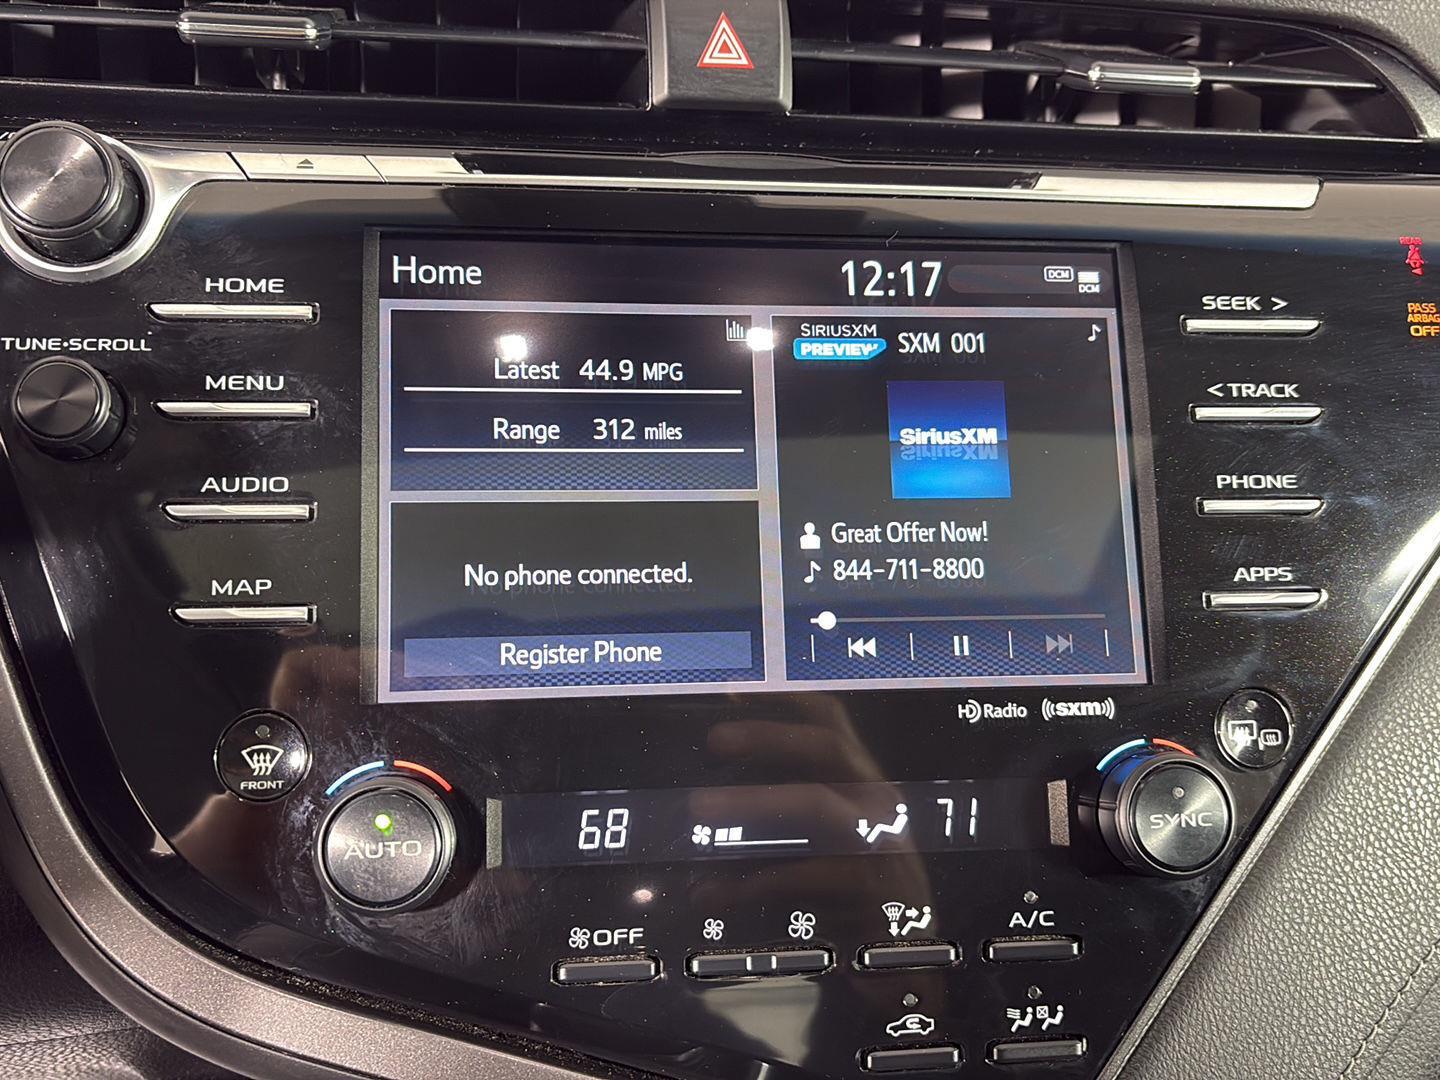 HOME
TUNE•SCROLL
MENU
AUDIO
MAP
Home
12:17
DCM
DCM
Latest 44.9 MPG
Range 312 miles
No phone connected.
Register Phone
SIRIUSXM
PREVIEW
SXM 001
SiriusXM
Great Offer Now!
844-711-8800
HD Radio
((sxm))
SEEK >
< TRACK
PHONE
APPS
REAR
PASS
AIRBAG
OFF
FRONT
AUTO
68
71
SYNC
OFF
A/C